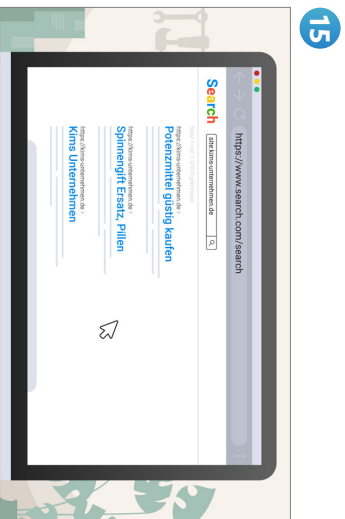 15
https://www.search.com/search
Search
site:kims-unternehmen.de
https://kims-unternehmen.de ›
Potenzmittel güstig kaufen
https://kims-unternehmen.de ›
Spinnengift Ersatz, Pillen
https://kims-unternehmen.de ›
Kims Unternehmen